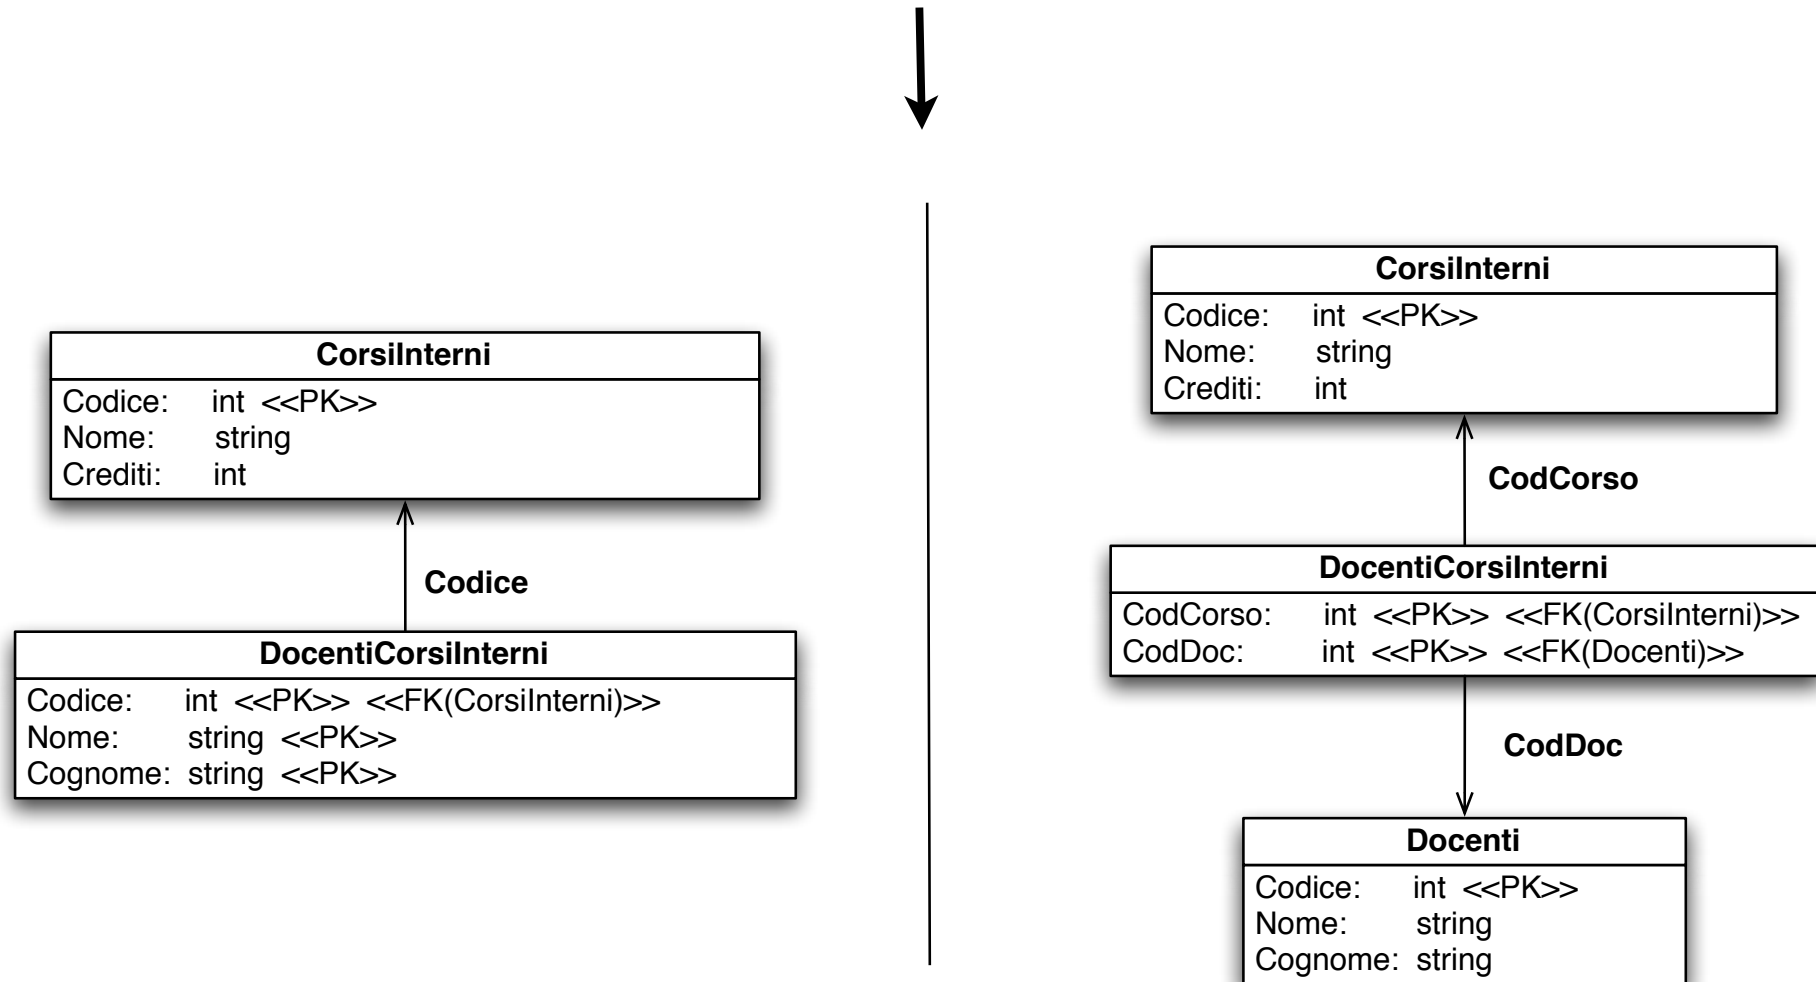 CorsiInterni
Codice: int <<PK>>
Nome: string
Crediti: int
Codice
DocentiCorsiInterni
Codice: int <<PK>> <<FK(CorsiInterni)>>
Nome: string <<PK>>
Cognome: string <<PK>>
CorsiInterni
Codice: int <<PK>>
Nome: string
Crediti: int
CodCorso
DocentiCorsiInterni
CodCorso: int <<PK>> <<FK(CorsiInterni)>>
CodDoc: int <<PK>> <<FK(Docenti)>>
CodDoc
Docenti
Codice: int <<PK>>
Nome: string
Cognome: string